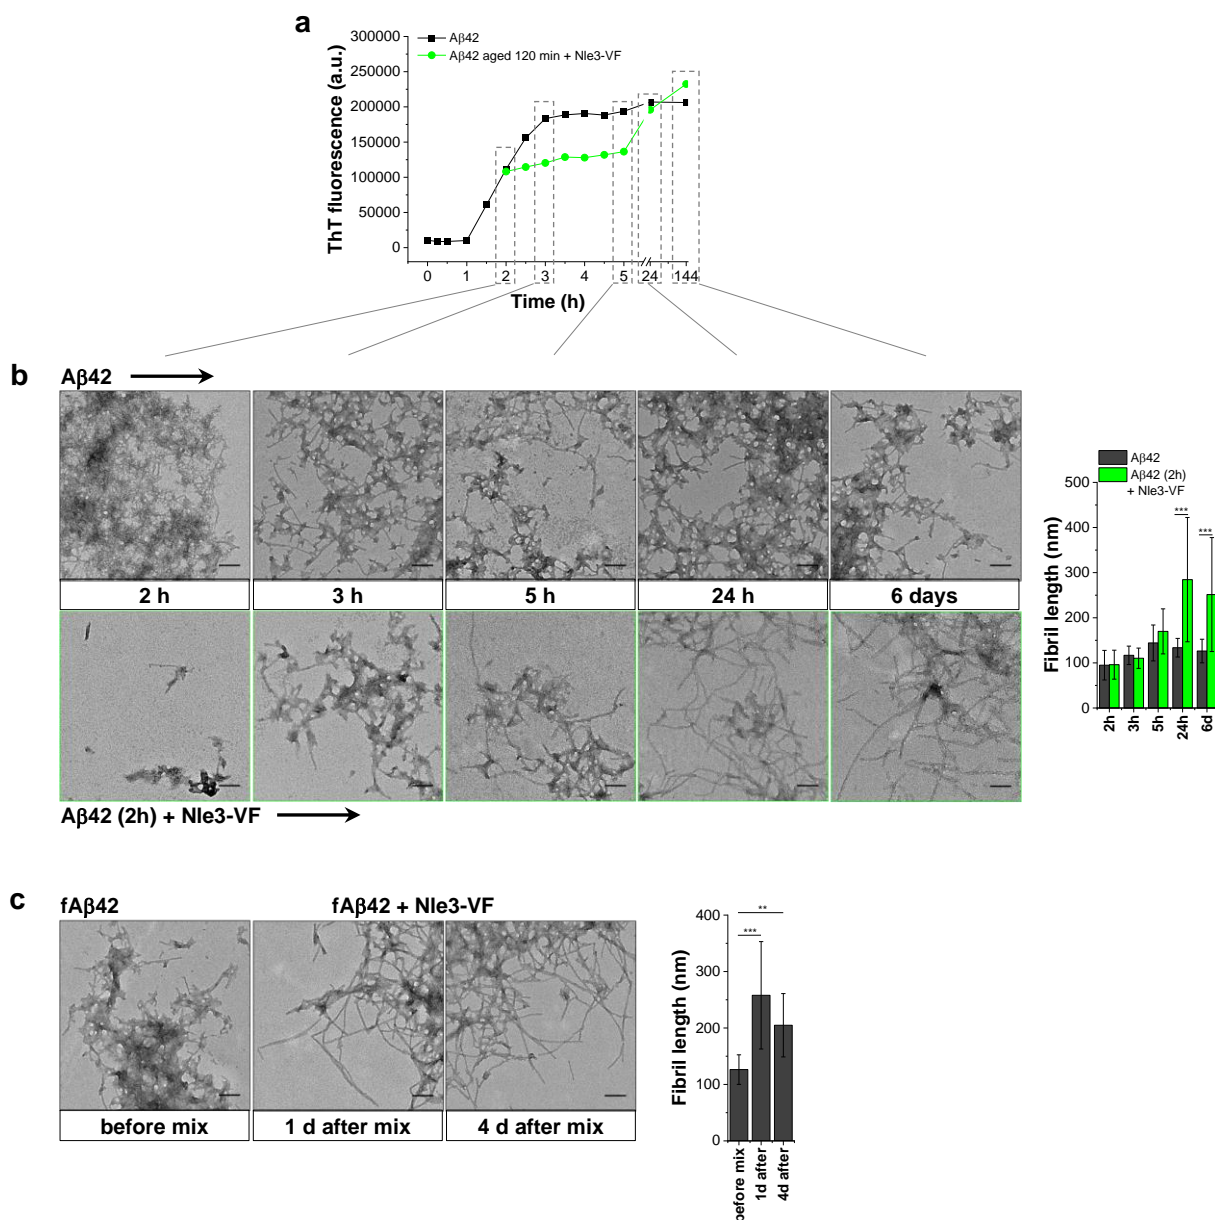 a
Aβ42
Aβ42 aged 120 min + Nle3-VF
ThT fluorescence (a.u.)
300000
250000
200000
150000
100000
50000
0
0 1 2 3 4 5 24 144
Time (h)
b
Aβ42
2 h 3 h 5 h 24 h 6 days
Aβ42 (2h) + Nle3-VF
Aβ42
Aβ42 (2h)
+ Nle3-VF
Fibril length (nm)
500
400
300
200
100
0
*** ***
2h 3h 5h 24h 6d
c
fAβ42
fAβ42 + Nle3-VF
before mix 1 d after mix 4 d after mix
Fibril length (nm)
400
300
200
100
0
**
***
before mix
1d after
4d after